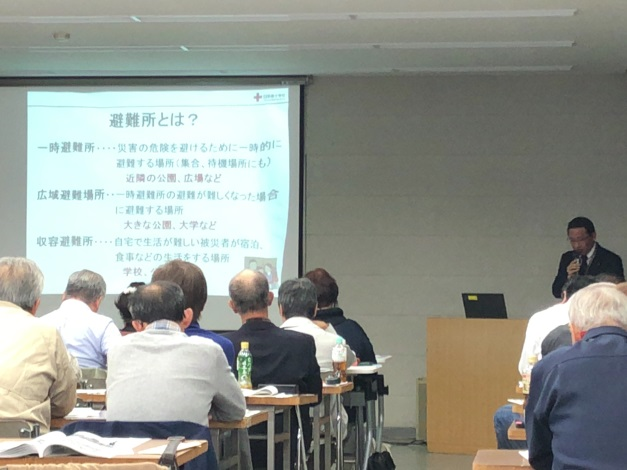 避難所とは？
一時避難所････災害の危険を避けるために一時的に
避難する場所（集合、待機場所にも）
近隣の公園、広場など
広域避難場所･･一時避難所の避難が難しくなった場合
に避難する場所
大きな公園、大学など
収容避難所････自宅で生活が難しい被災者が宿泊、
食事などの生活をする場所
学校、